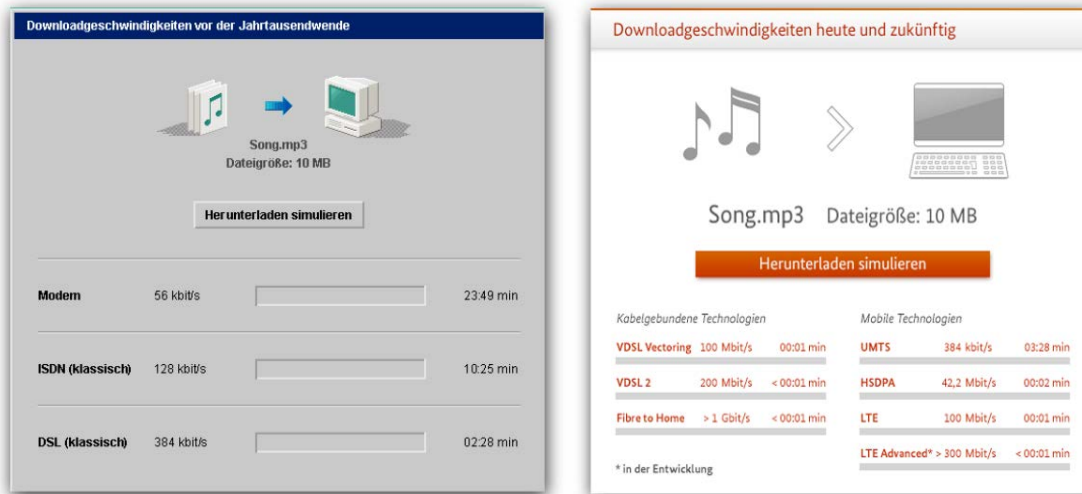 Downloadgeschwindigkeiten vor der Jahrtausendwende
Song.mp3
Dateigröße: 10 MB
Herunterladen simulieren
Modem 56 kbit/s 23:49 min
ISDN (klassisch) 128 kbit/s 10:25 min
DSL (klassisch) 384 kbit/s 02:28 min
Downloadgeschwindigkeiten heute und zukünftig
Song.mp3 Dateigröße: 10 MB
Herunterladen simulieren
Kabelgebundene Technologien
VDSL Vectoring 100 Mbit/s 00:01 min
VDSL 2 200 Mbit/s < 00:01 min
Fibre to Home > 1 Gbit/s < 00:01 min
* in der Entwicklung
Mobile Technologien
UMTS 384 kbit/s 03:28 min
HSDPA 42,2 Mbit/s 00:02 min
LTE 100 Mbit/s 00:01 min
LTE Advanced* > 300 Mbit/s < 00:01 min